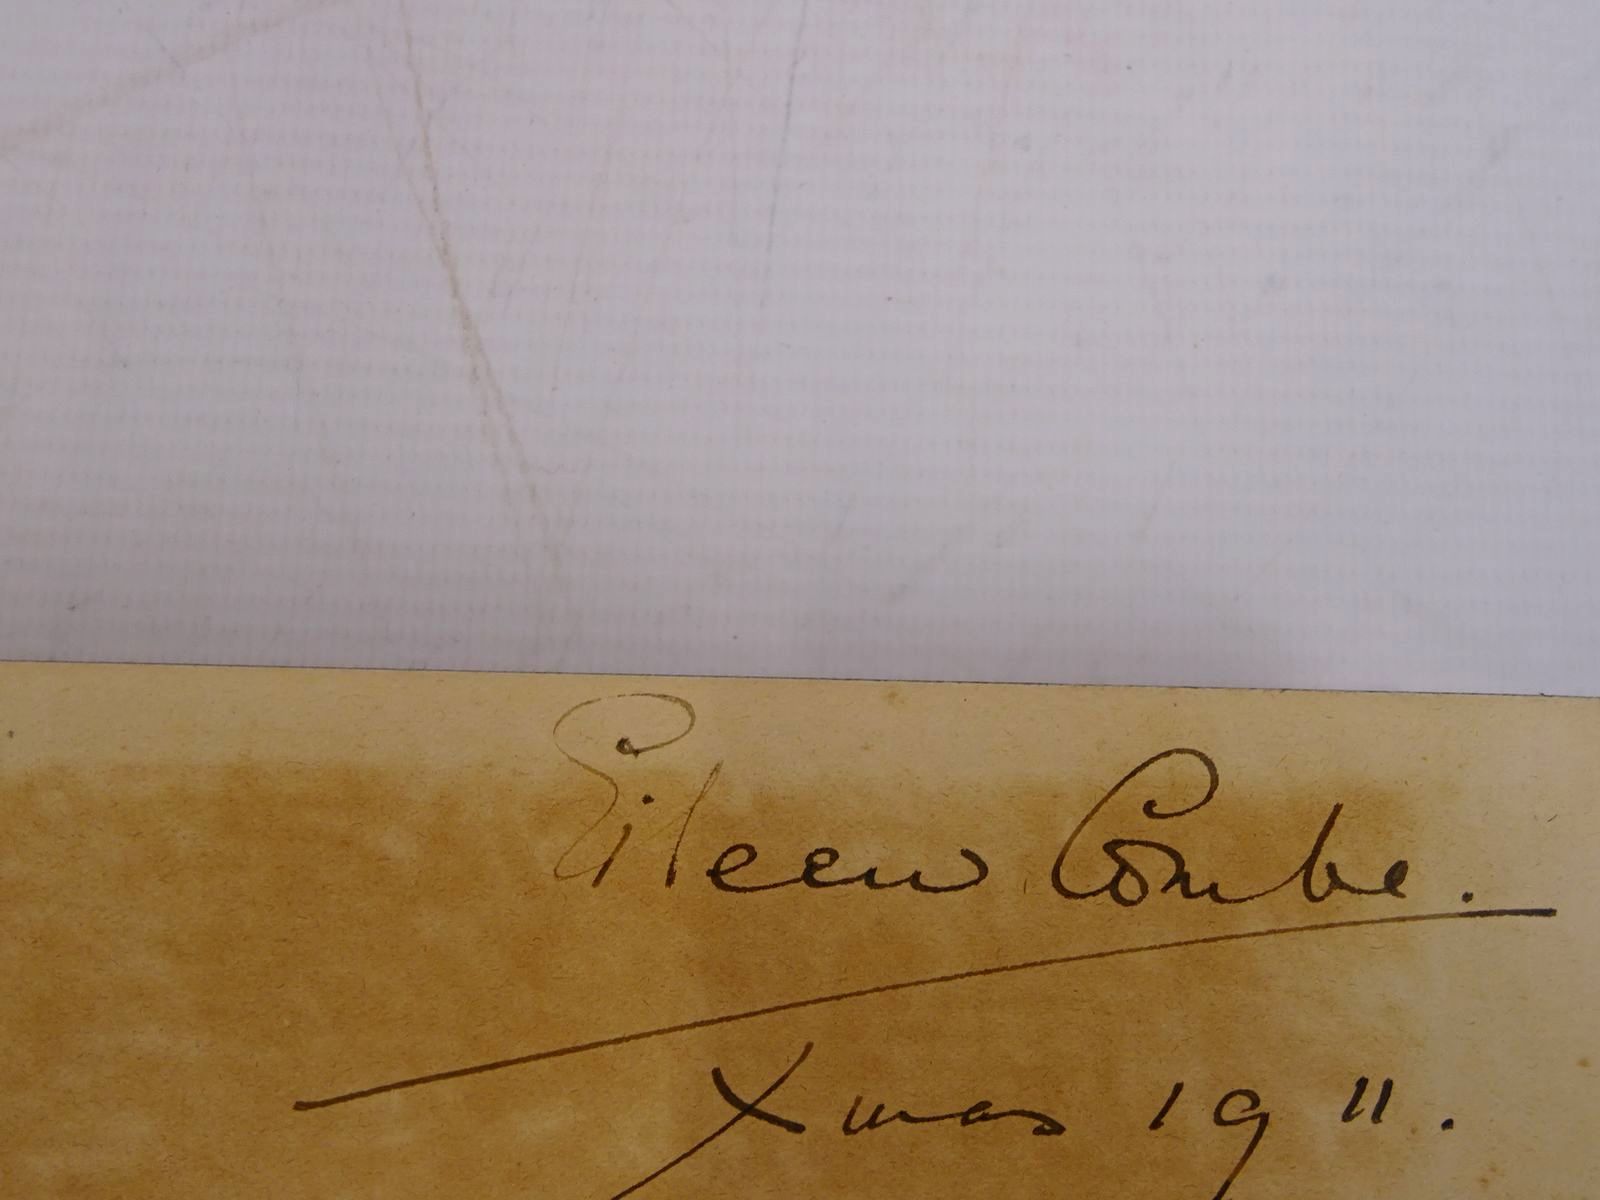 Eileen Combe.
Xmas 1911.